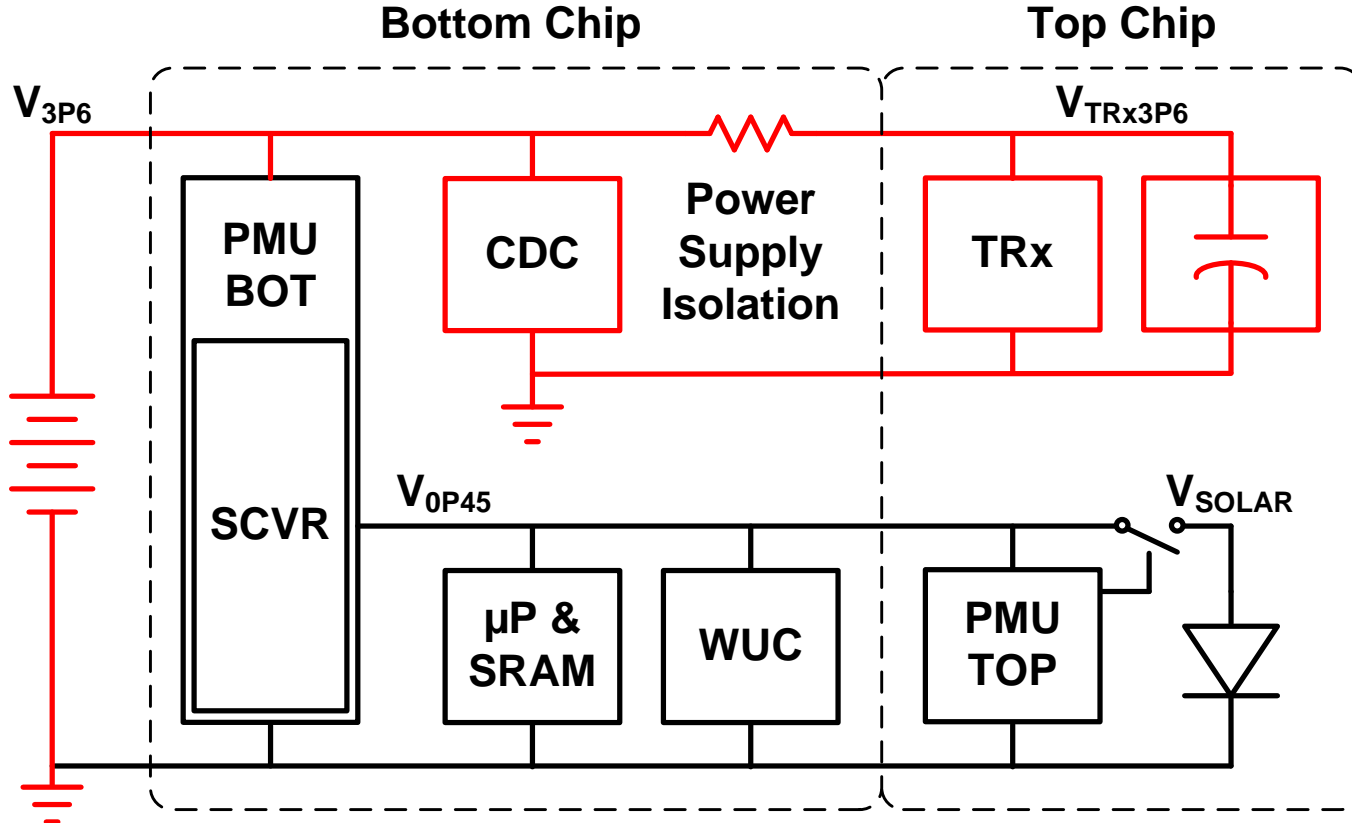 Bottom Chip
Top Chip
V3P6
VTRx3P6
PMU
BOT
CDC
Power
Supply
Isolation
TRx
SCVR
V0P45
VSOLAR
µP &
SRAM
WUC
PMU
TOP